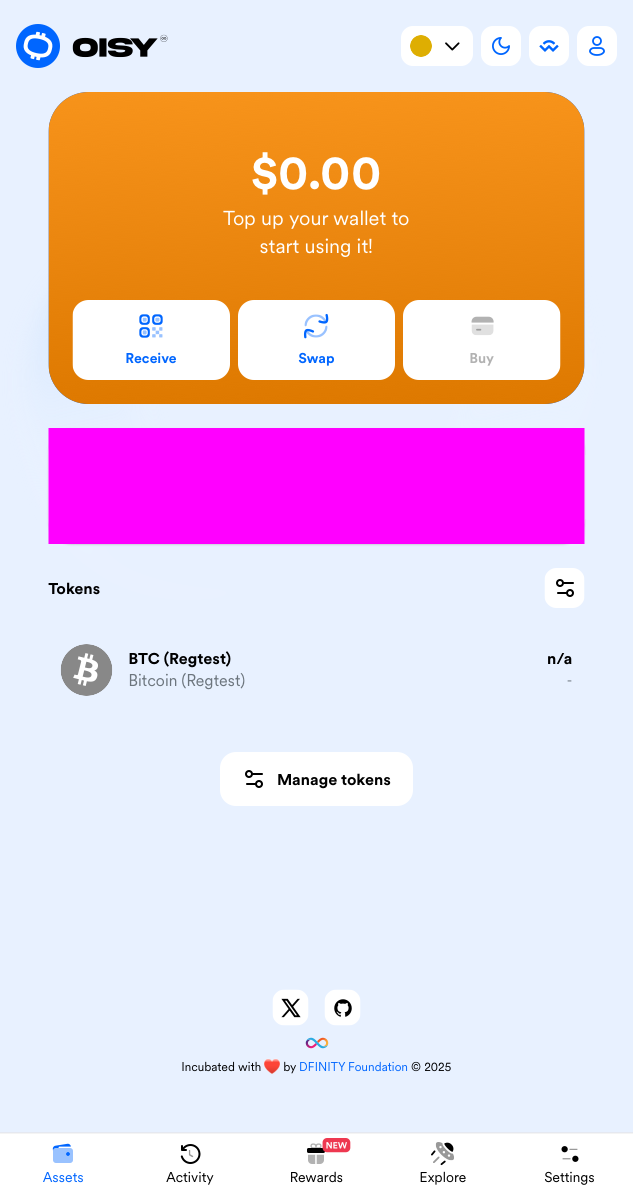 OISY
$0.00
Top up your wallet to
start using it!
Receive
Swap
Buy
Tokens
BTC (Regtest)
n/a
Bitcoin (Regtest)
-
Manage tokens
Incubated with ❤️ by DFINITY Foundation © 2025
NEW
Assets
Activity
Rewards
Explore
Settings